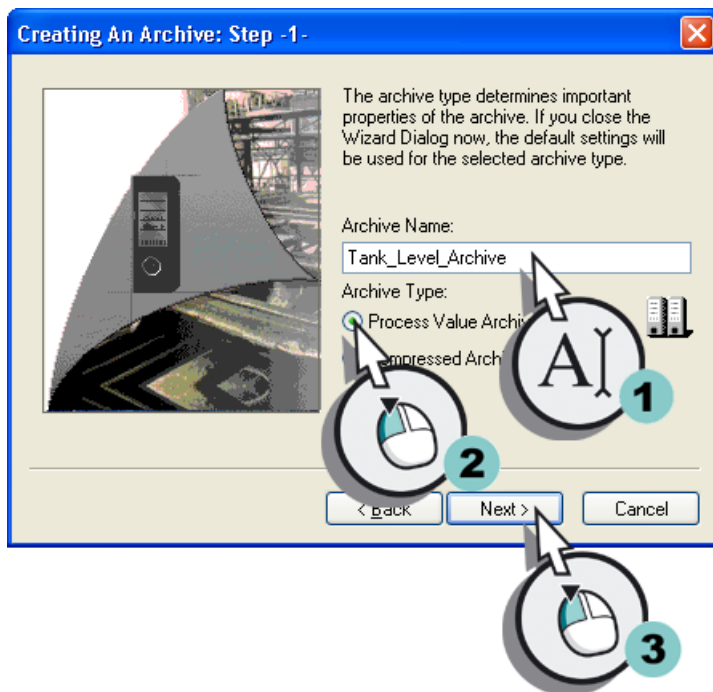 Creating An Archive: Step -1-
The archive type determines important
properties of the archive. If you close the
Wizard Dialog now, the default settings will
be used for the selected archive type.
Archive Name:
Tank_Level_Archive
Archive Type:
Process Value Archi
mpressed Arch
A
1
2
< Back
Next >
Cancel
3